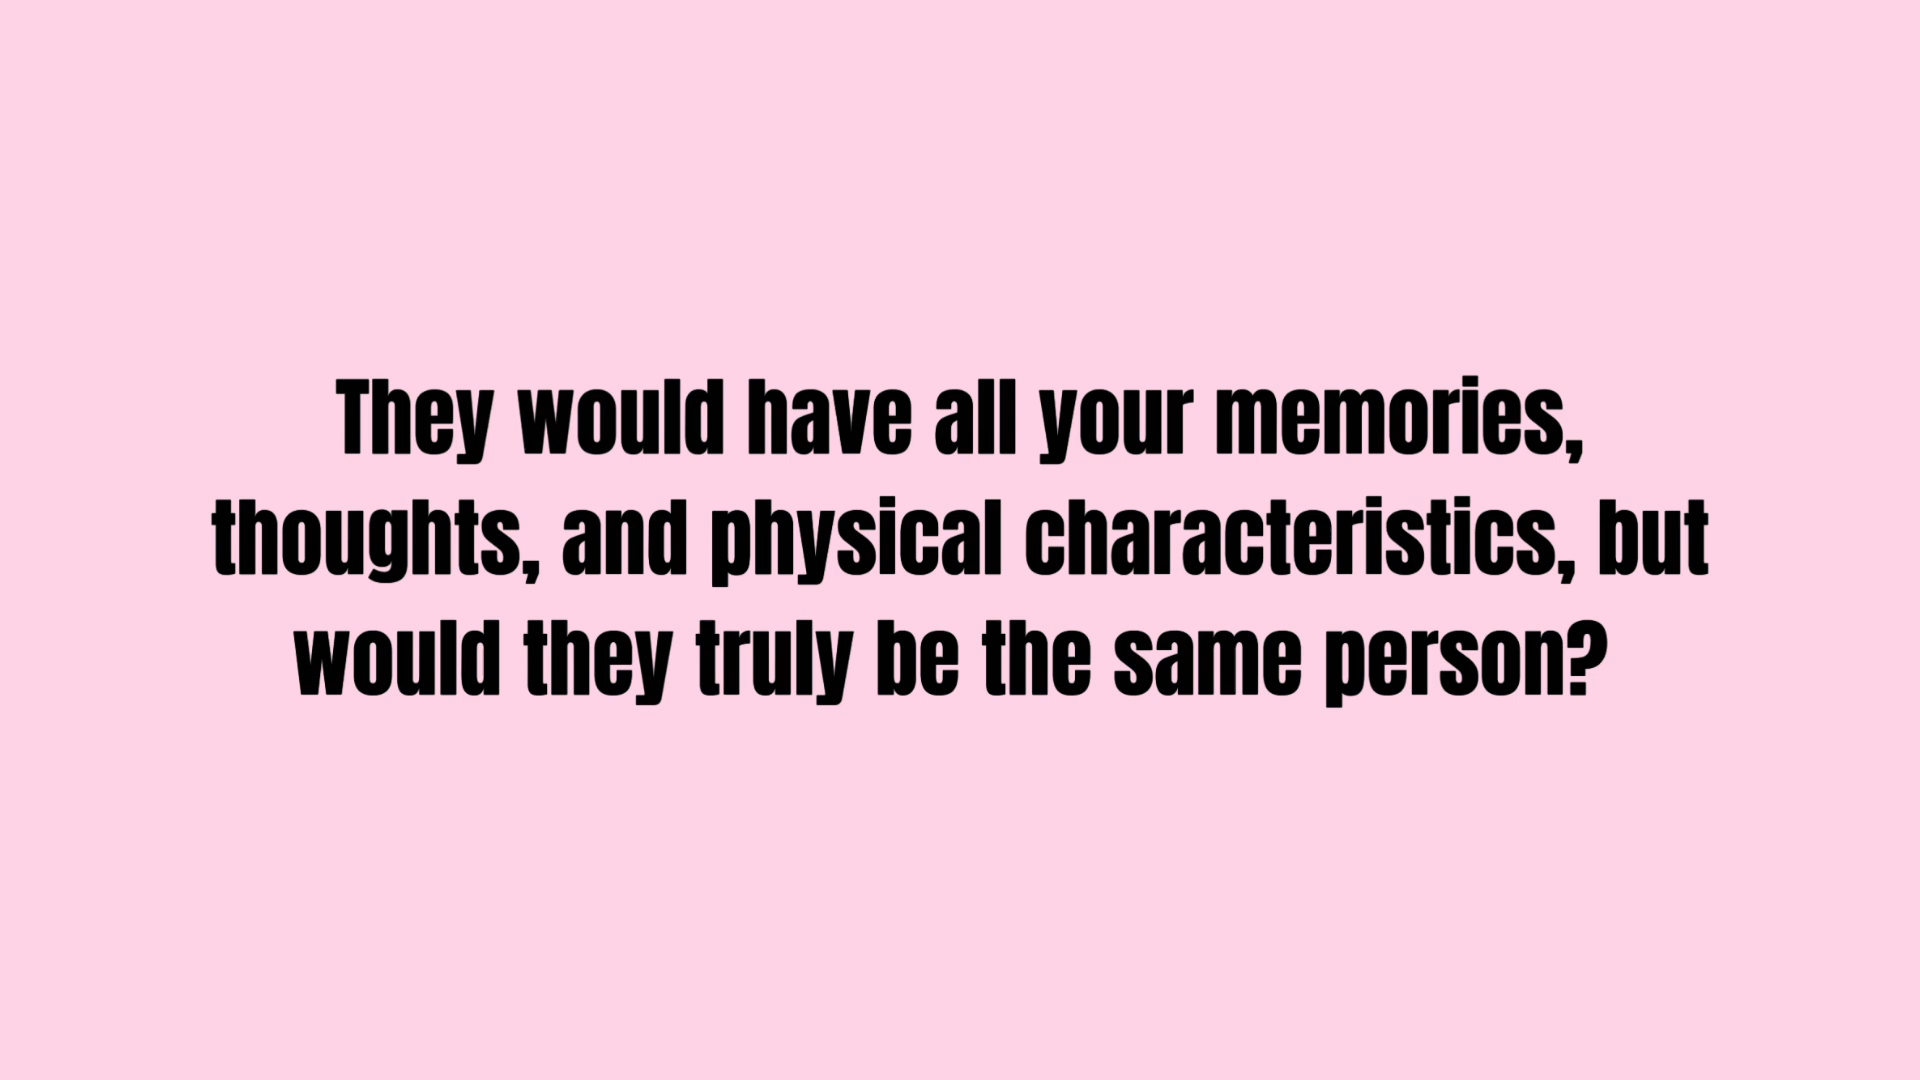 They would have all your memories,
thoughts, and physical characteristics, but
would they truly be the same person?